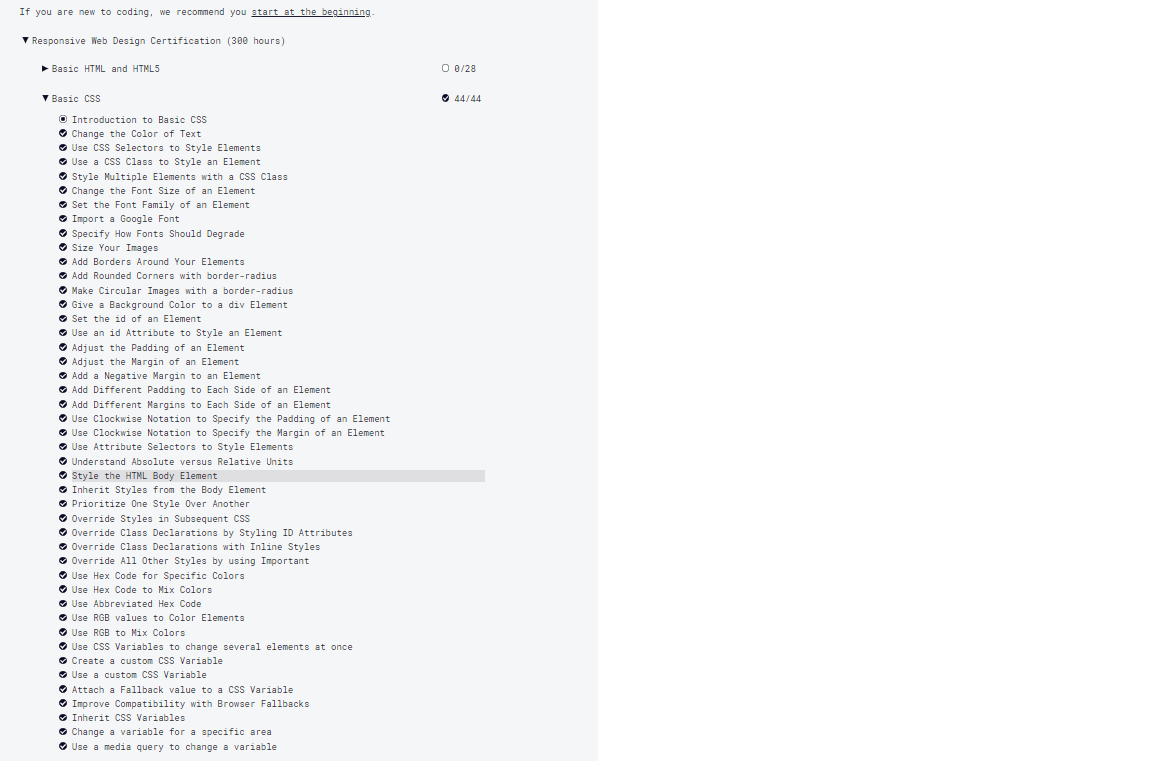 If you are new to coding, we recommend you start at the beginning.
Responsive Web Design Certification (300 hours)
Basic HTML and HTML5 0/28
Basic CSS 44/44
Introduction to Basic CSS
Change the Color of Text
Use CSS Selectors to Style Elements
Use a CSS Class to Style an Element
Style Multiple Elements with a CSS Class
Change the Font Size of an Element
Set the Font Family of an Element
Import a Google Font
Specify How Fonts Should Degrade
Size Your Images
Add Borders Around Your Elements
Add Rounded Corners with border-radius
Make Circular Images with a border-radius
Give a Background Color to a div Element
Set the id of an Element
Use an id Attribute to Style an Element
Adjust the Padding of an Element
Adjust the Margin of an Element
Add a Negative Margin to an Element
Add Different Padding to Each Side of an Element
Add Different Margins to Each Side of an Element
Use Clockwise Notation to Specify the Padding of an Element
Use Clockwise Notation to Specify the Margin of an Element
Use Attribute Selectors to Style Elements
Understand Absolute versus Relative Units
Style the HTML Body Element
Inherit Styles from the Body Element
Prioritize One Style Over Another
Override Styles in Subsequent CSS
Override Class Declarations by Styling ID Attributes
Override Class Declarations with Inline Styles
Override All Other Styles by using Important
Use Hex Code for Specific Colors
Use Hex Code to Mix Colors
Use Abbreviated Hex Code
Use RGB values to Color Elements
Use RGB to Mix Colors
Use CSS Variables to change several elements at once
Create a custom CSS Variable
Use a custom CSS Variable
Attach a Fallback value to a CSS Variable
Improve Compatibility with Browser Fallbacks
Inherit CSS Variables
Change a variable for a specific area
Use a media query to change a variable